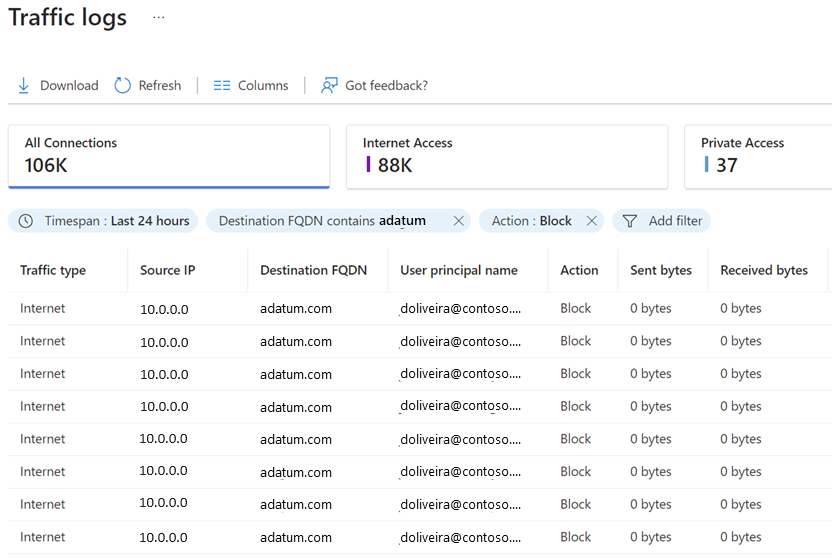 Traffic logs ...
Download Refresh Columns Got feedback?
All Connections Internet Access Private Access
106K 88K 37
Timespan : Last 24 hours Destination FQDN contains adatum Action : Block Add filter
Traffic type Source IP Destination FQDN User principal name Action Sent bytes Received bytes
Internet 10.0.0.0 adatum.com doliveira@contoso.... Block 0 bytes 0 bytes
Internet 10.0.0.0 adatum.com doliveira@contoso.... Block 0 bytes 0 bytes
Internet 10.0.0.0 adatum.com doliveira@contoso.... Block 0 bytes 0 bytes
Internet 10.0.0.0 adatum.com doliveira@contoso.... Block 0 bytes 0 bytes
Internet 10.0.0.0 adatum.com doliveira@contoso.... Block 0 bytes 0 bytes
Internet 10.0.0.0 adatum.com doliveira@contoso.... Block 0 bytes 0 bytes
Internet 10.0.0.0 adatum.com doliveira@contoso.... Block 0 bytes 0 bytes
Internet 10.0.0.0 adatum.com doliveira@contoso.... Block 0 bytes 0 bytes